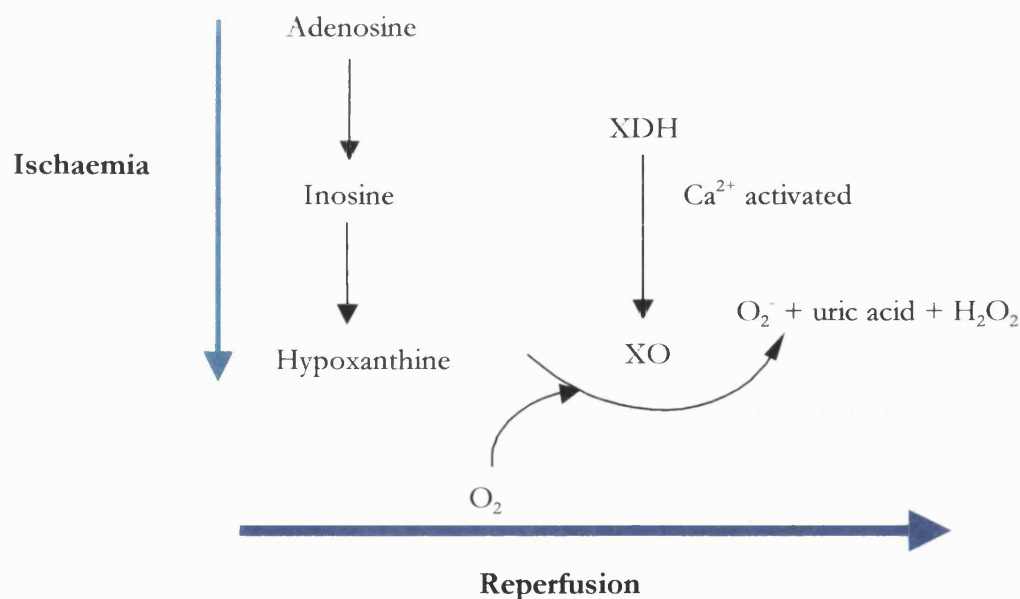 Adenosine
XDH
Ischaemia
Inosine
Ca²⁺ activated
O₂⁻ + uric acid + H₂O₂
Hypoxanthine
XO
O₂
Reperfusion